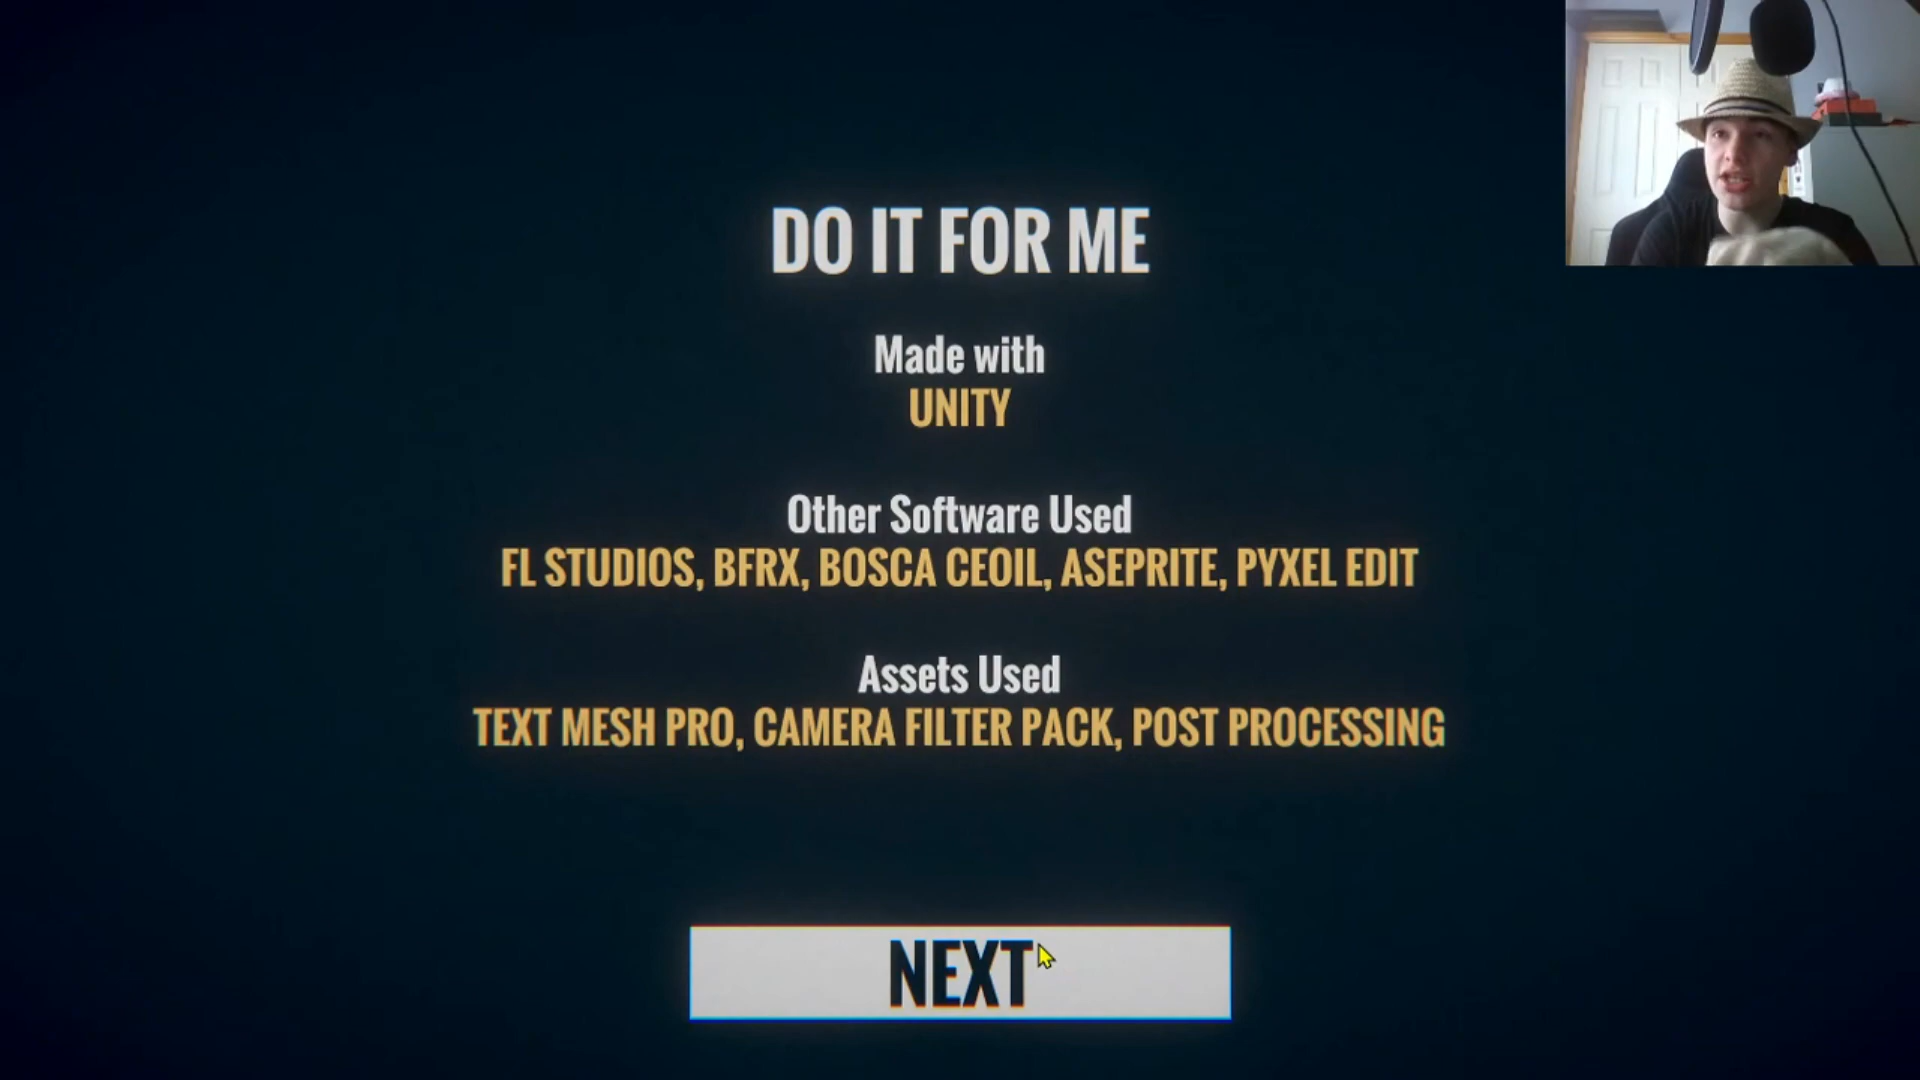 DO IT FOR ME
Made with
UNITY
Other Software Used
FL STUDIOS, BFRX, BOSCA CEOIL, ASEPRITE, PYXEL EDIT
Assets Used
TEXT MESH PRO, CAMERA FILTER PACK, POST PROCESSING
NEXT